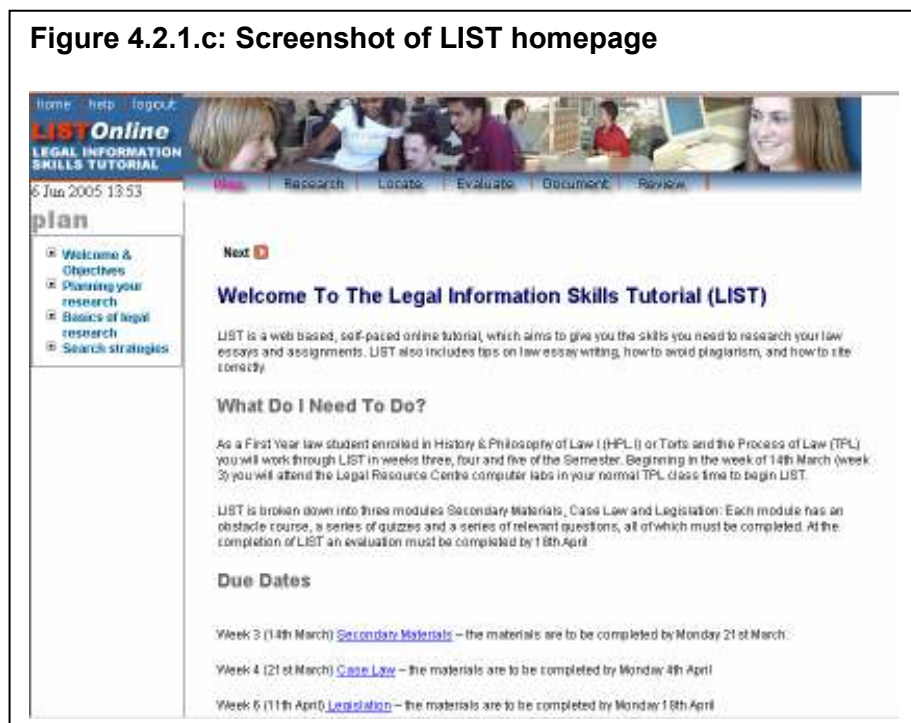 Figure 4.2.1.c: Screenshot of LIST homepage
home help logout
LISTOnline
LEGAL INFORMATION
SKILLS TUTORIAL
6 Jun 2005 13:53
Plan Research Locate Evaluate Document Review
plan
Welcome &
Objectives
Planning your
research
Basics of legal
research
Search strategies
Next
Welcome To The Legal Information Skills Tutorial (LIST)
LIST is a web based, self-paced online tutorial, which aims to give you the skills you need to research your law
essays and assignments. LIST also includes tips on law essay writing, how to avoid plagiarism, and how to cite
correctly.
What Do I Need To Do?
As a First Year law student enrolled in History & Philosophy of Law I (HPL I) or Torts and the Process of Law (TPL)
you will work through LIST in weeks three, four and five of the Semester. Beginning in the week of 14th March (week
3) you will attend the Legal Resource Centre computer labs in your normal TPL class time to begin LIST.
LIST is broken down into three modules Secondary Materials, Case Law and Legislation: Each module has an
obstacle course, a series of quizzes and a series of relevant questions, all of which must be completed. At the
completion of LIST an evaluation must be completed by 18th April
Due Dates
Week 3 (14th March) Secondary Materials – the materials are to be completed by Monday 21st March.
Week 4 (21st March) Case Law – the materials are to be completed by Monday 4th April
Week 6 (11th April) Legislation – the materials are to be completed by Monday 18th April